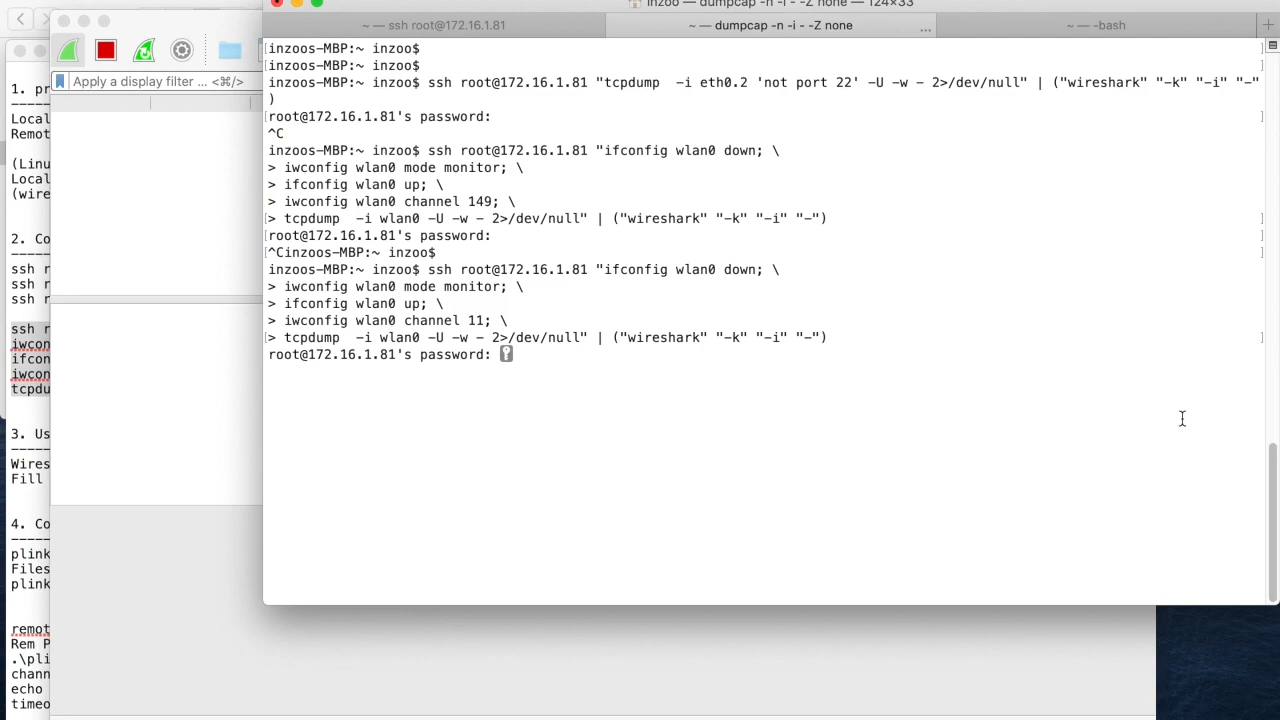 inzoo — dumpcap -n -i - -Z none — 124×33
~ — ssh root@172.16.1.81
~ — dumpcap -n -i - -Z none
...
~ — -bash
Apply a display filter ... <⌘/>
inzoos-MBP:~ inzoo$
inzoos-MBP:~ inzoo$
inzoos-MBP:~ inzoo$ ssh root@172.16.1.81 "tcpdump  -i eth0.2 'not port 22' -U -w - 2>/dev/null" | ("wireshark" "-k" "-i" "-"
)
root@172.16.1.81's password:
^C
inzoos-MBP:~ inzoo$ ssh root@172.16.1.81 "ifconfig wlan0 down; \
> iwconfig wlan0 mode monitor; \
> ifconfig wlan0 up; \
> iwconfig wlan0 channel 149; \
> tcpdump  -i wlan0 -U -w - 2>/dev/null" | ("wireshark" "-k" "-i" "-")
root@172.16.1.81's password:
^Cinzoos-MBP:~ inzoo$
inzoos-MBP:~ inzoo$ ssh root@172.16.1.81 "ifconfig wlan0 down; \
> iwconfig wlan0 mode monitor; \
> ifconfig wlan0 up; \
> iwconfig wlan0 channel 11; \
> tcpdump  -i wlan0 -U -w - 2>/dev/null" | ("wireshark" "-k" "-i" "-")
root@172.16.1.81's password:
1. pr
Local
Remot
(Linu
Local
(wire
2. Co
ssh r
ssh r
ssh r
ssh r
iwcon
ifcon
iwcon
tcpdu
3. Us
Wires
Fill
4. Co
plink
Files
plink
remot
Rem P
.\pli
chann
echo
timeo